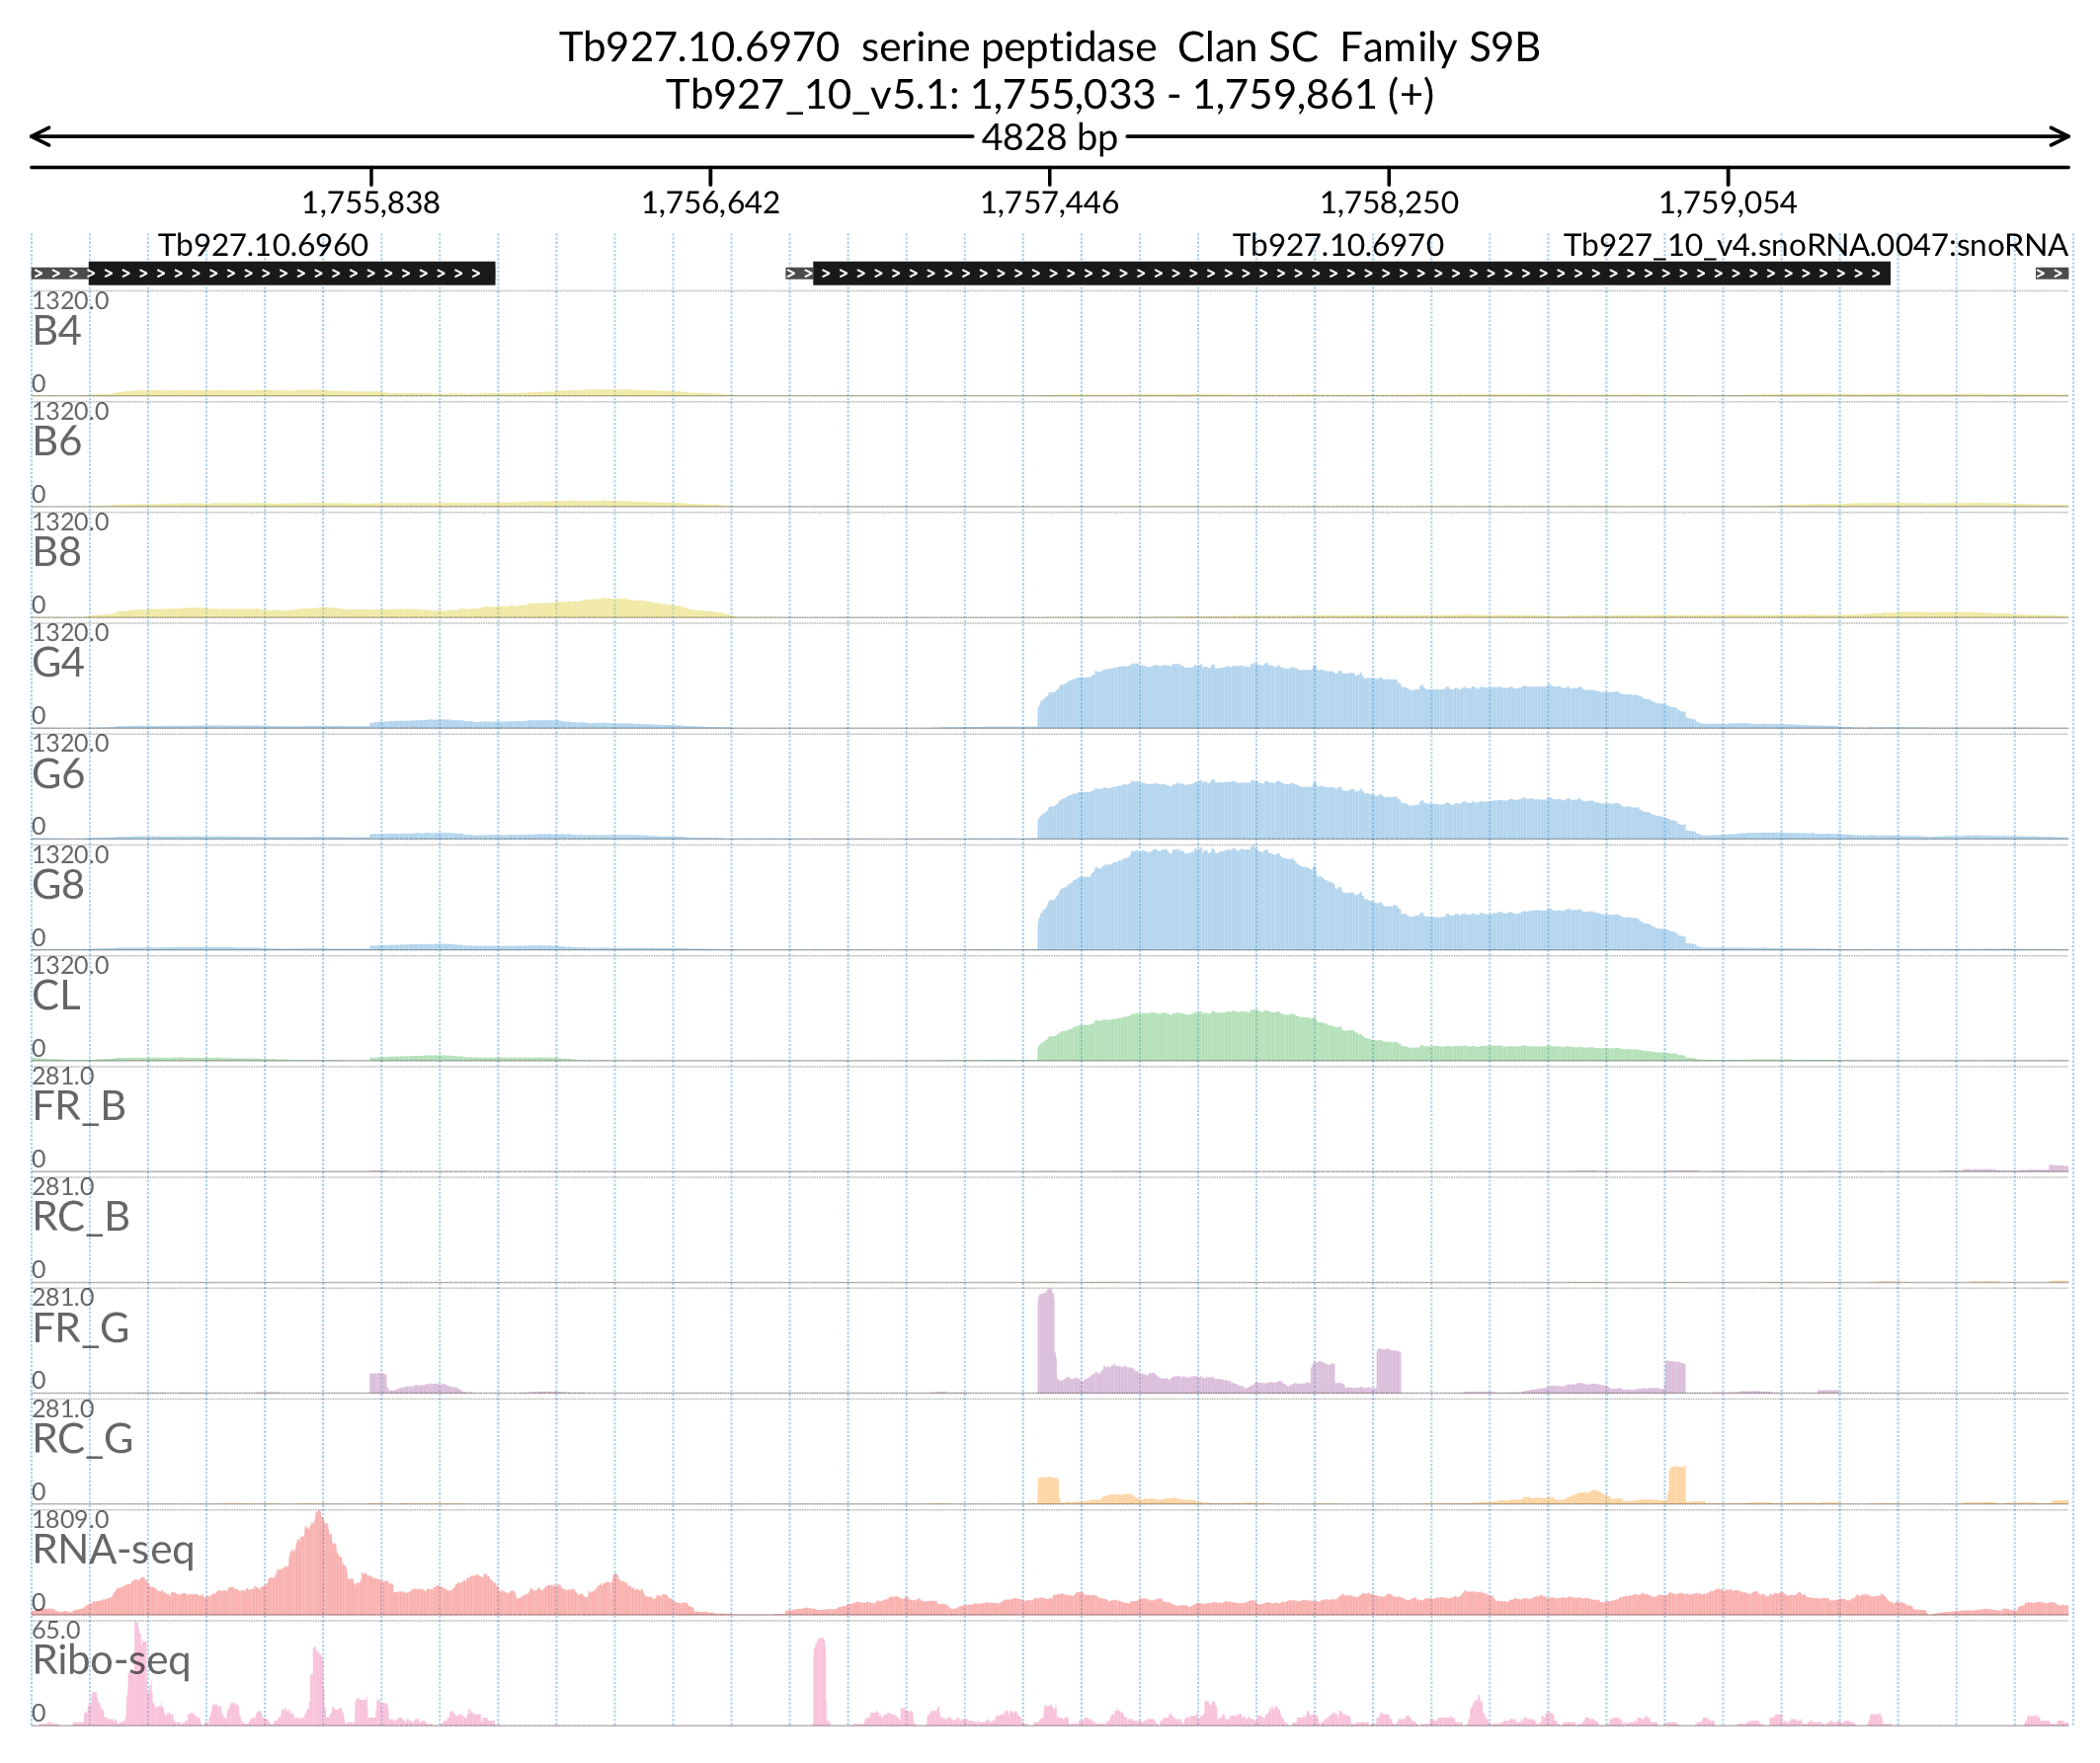 Tb927.10.6970  serine peptidase  Clan SC  Family S9B
Tb927_10_v5.1: 1,755,033 - 1,759,861 (+)
4828 bp
1,755,838 1,756,642 1,757,446 1,758,250 1,759,054
Tb927.10.6960 Tb927.10.6970 Tb927_10_v4.snoRNA.0047:snoRNA
1320.0
B4
0
1320.0
B6
0
1320.0
B8
0
1320.0
G4
0
1320.0
G6
0
1320.0
G8
0
1320.0
CL
0
281.0
FR_B
0
281.0
RC_B
0
281.0
FR_G
0
281.0
RC_G
0
1809.0
RNA-seq
0
65.0
Ribo-seq
0